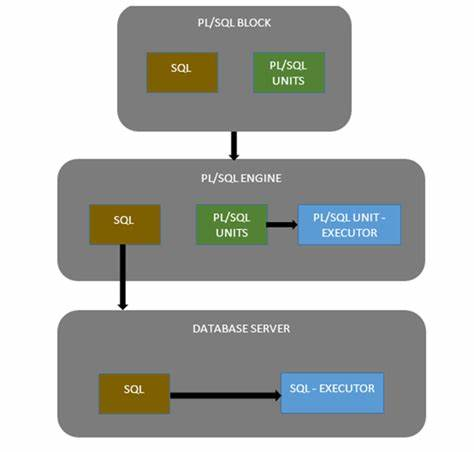 PL/SQL BLOCK
SQL
PL/SQL
UNITS
PL/SQL ENGINE
SQL
PL/SQL
UNITS
PL/SQL UNIT -
EXECUTOR
DATABASE SERVER
SQL
SQL - EXECUTOR